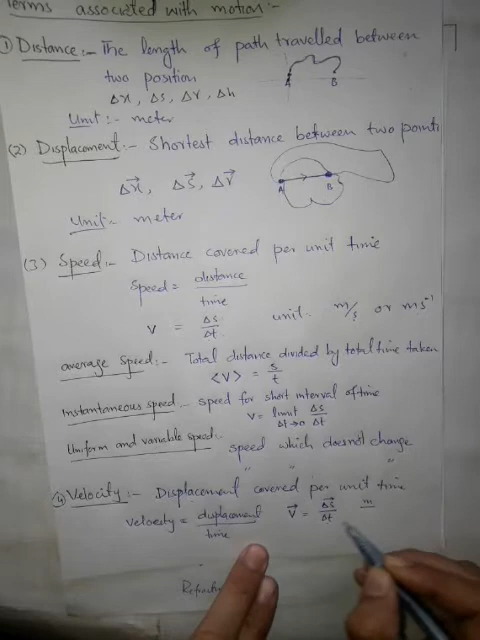 Terms associated with motion:-
(1) Distance:- The length of path travelled between
two position
Δx, Δs, Δr, Δh
A B
Unit:- meter
(2) Displacement:- Shortest distance between two points
Δx⃗, Δs⃗, Δr⃗
A B
Unit:- meter
(3) Speed:- Distance covered per unit time
Speed = distance / time
v = Δs / Δt unit:- m/s or ms⁻¹
average speed:- Total distance divided by total time taken
<v> = s / t
Instantaneous speed:- speed for short interval of time
v = limit Δt→0 Δs / Δt
Uniform and variable speed:- speed which doesnot change
" " "
(4) Velocity:- Displacement covered per unit time
velocity = displacement / time v⃗ = Δs⃗ / Δt m